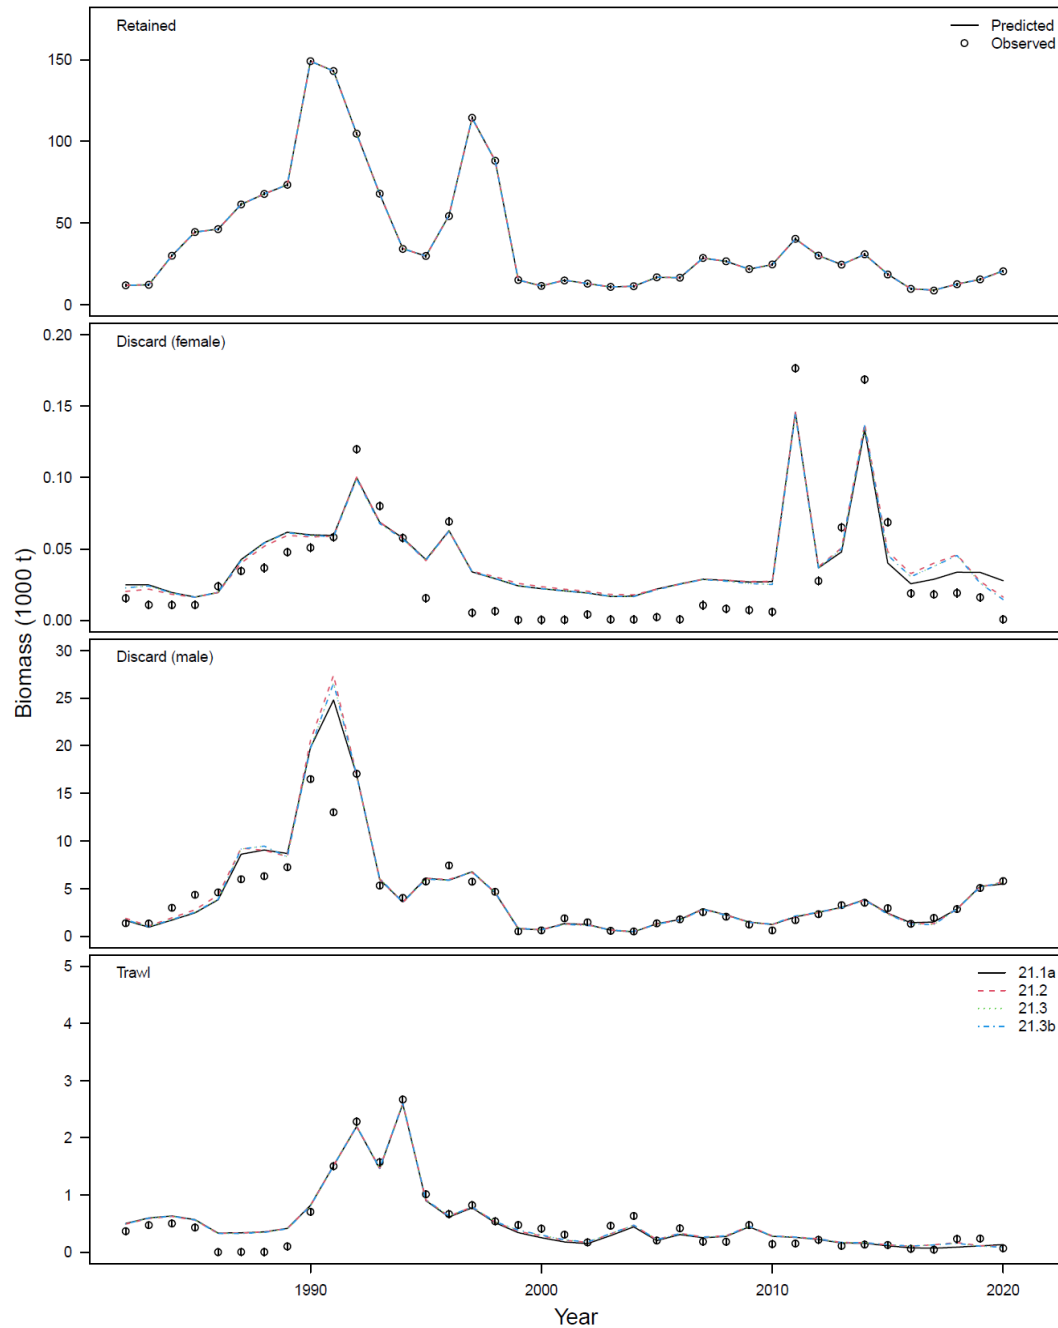 Retained
Predicted
Observed
150
100
50
0
Discard (female)
0.20
0.15
0.10
0.05
0.00
Discard (male)
30
25
20
15
10
5
0
Biomass (1000 t)
Trawl
21.1a
21.2
21.3
21.3b
5
4
3
2
1
0
1990 2000 2010 2020
Year